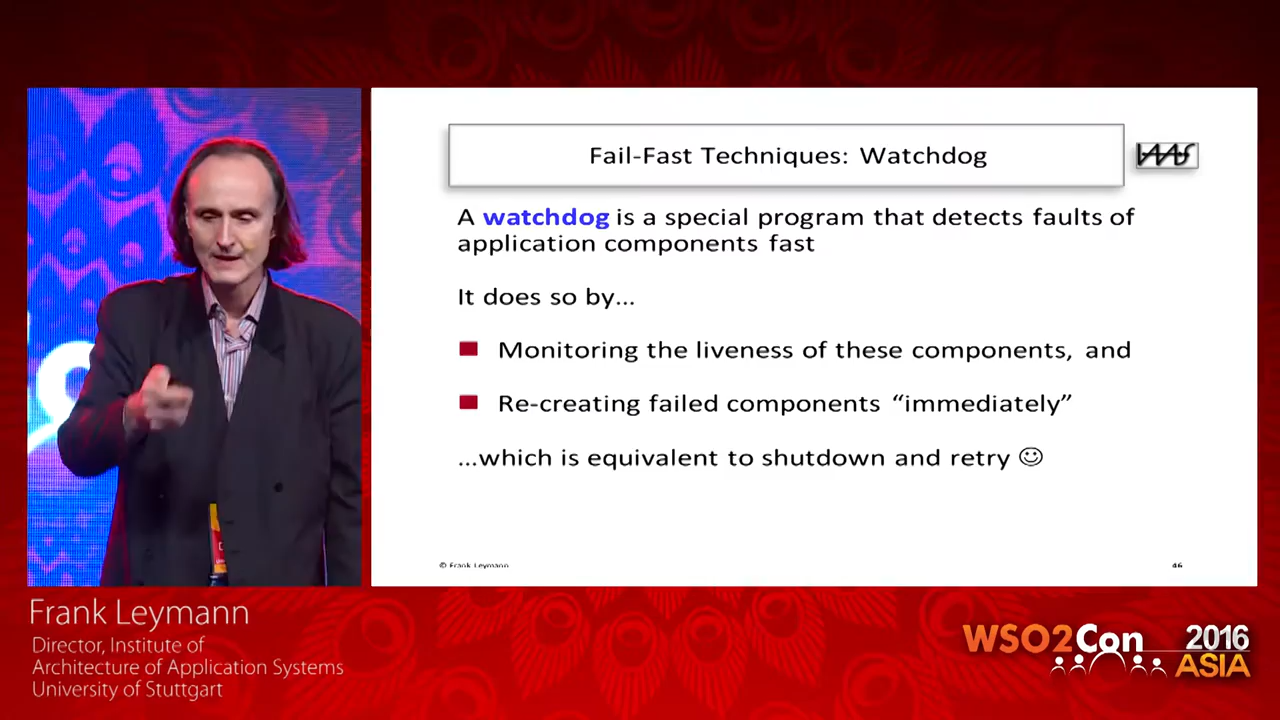 Fail-Fast Techniques: Watchdog
IAAS
A watchdog is a special program that detects faults of
application components fast
It does so by...
Monitoring the liveness of these components, and
Re-creating failed components “immediately”
...which is equivalent to shutdown and retry ☺
© Frank Leymann
46
Frank Leymann
Director, Institute of
Architecture of Application Systems
University of Stuttgart
WSO2Con 2016
ASIA